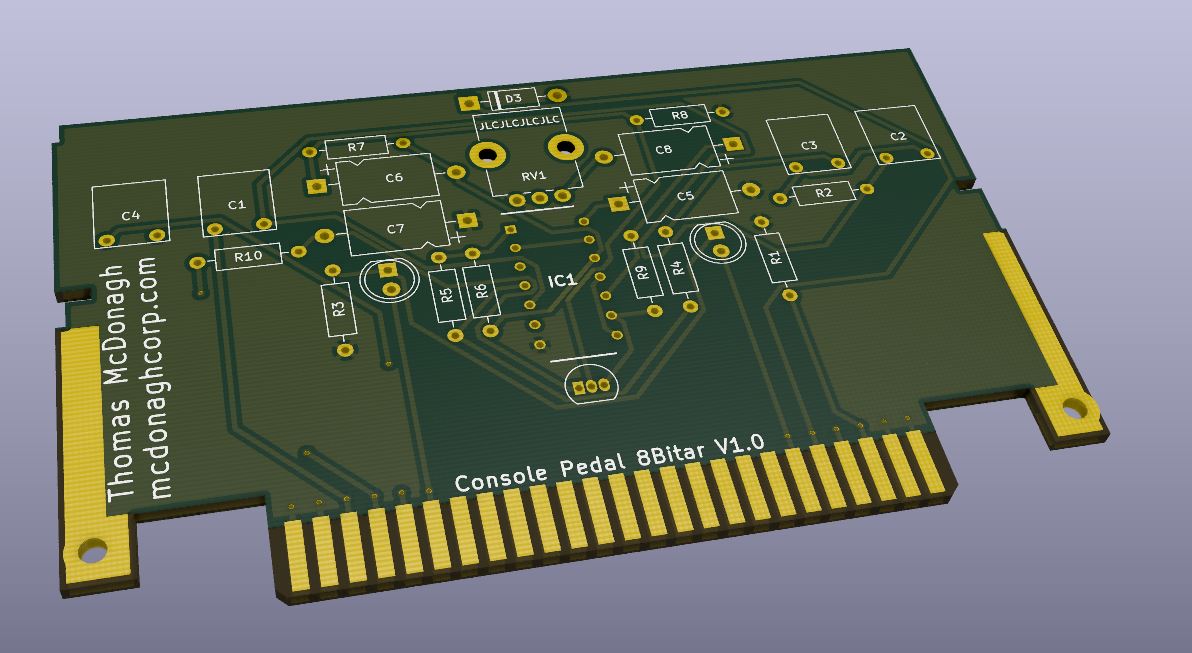 D3
JLCJLCJLCJLC
R8
R7
C8
C3
C2
C6
RV1
C5
R2
C4
C1
C7
R10
IC1
R9
R4
R1
R5
R6
R3
Thomas McDonagh
mcdonaghcorp.com
Console Pedal 8Bitar V1.0